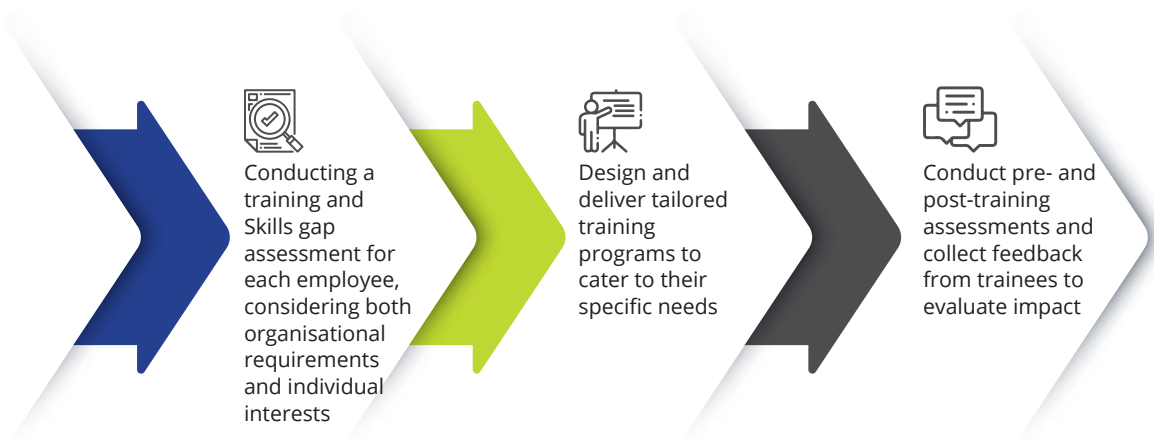 Conducting a
training and
Skills gap
assessment for
each employee,
considering both
organisational
requirements
and individual
interests
Design and
deliver tailored
training
programs to
cater to their
specific needs
Conduct pre- and
post-training
assessments and
collect feedback
from trainees to
evaluate impact